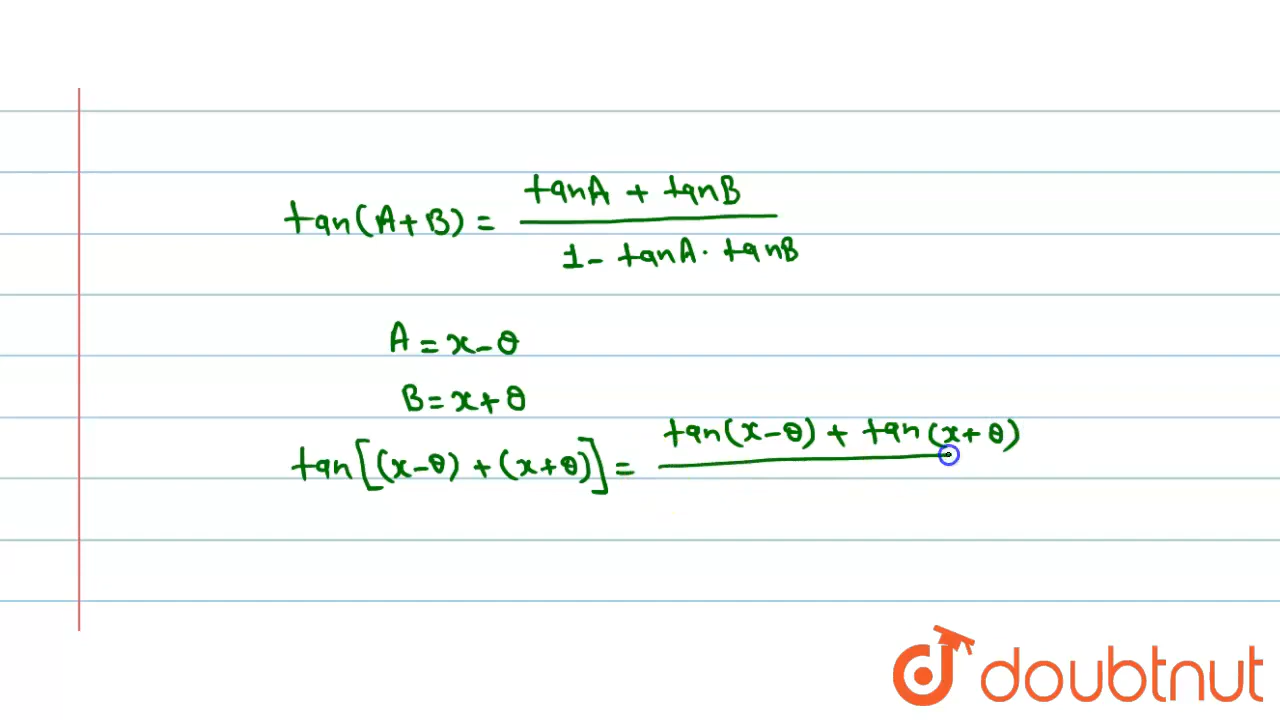 tan(A+B) = tanA + tanB / 1 - tanA · tanB
A = x - θ
B = x + θ
tan[(x-θ) + (x+θ)] = tan(x-θ) + tan(x+θ)
doubtnut